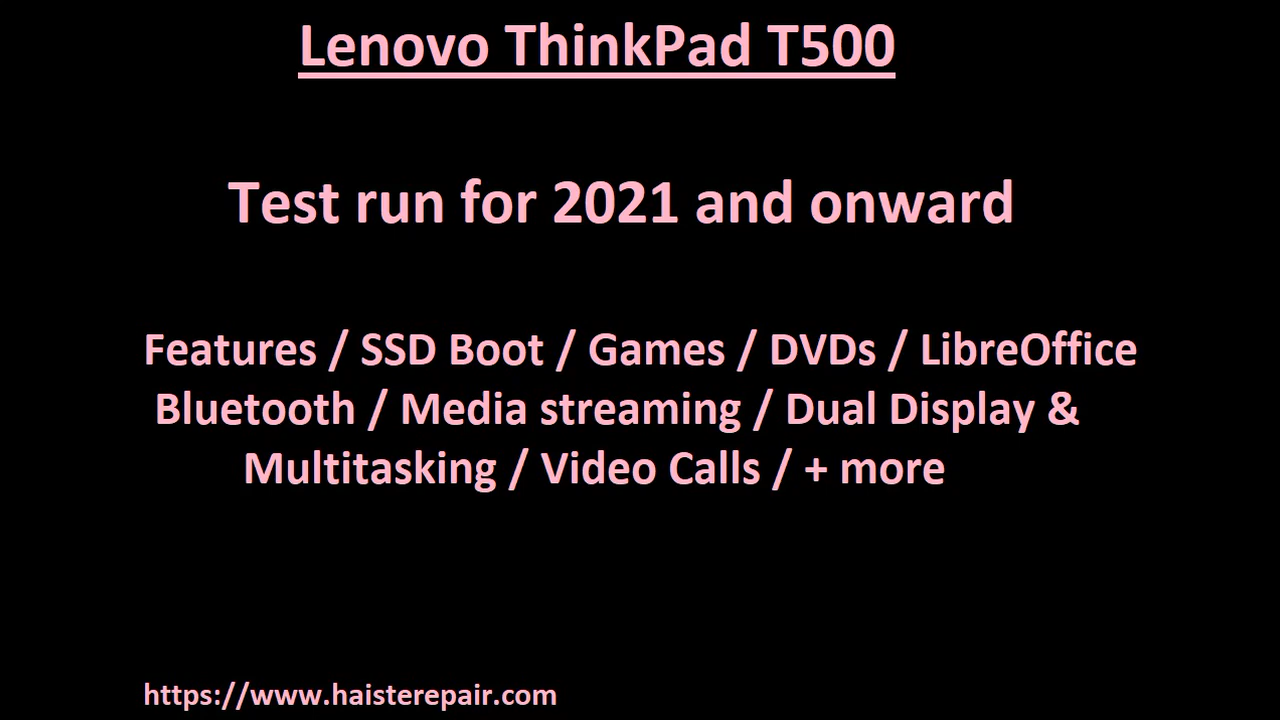 Lenovo ThinkPad T500
Test run for 2021 and onward
Features / SSD Boot / Games / DVDs / LibreOffice
Bluetooth / Media streaming / Dual Display &
Multitasking / Video Calls / + more
https://www.haisterepair.com